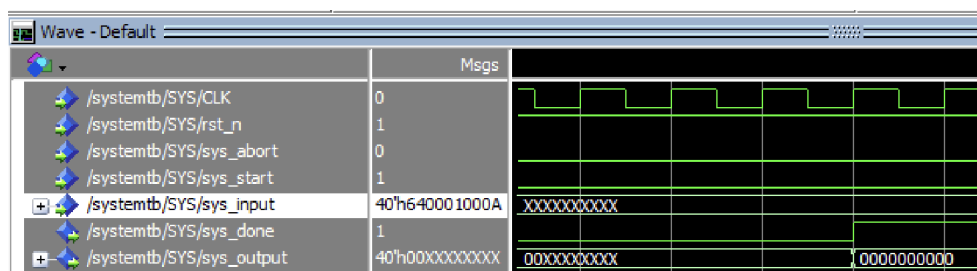 Wave - Default
Msgs
/systemtb/SYS/CLK 0
/systemtb/SYS/rst_n 1
/systemtb/SYS/sys_abort 0
/systemtb/SYS/sys_start 1
/systemtb/SYS/sys_input 40'h640001000A XXXXXXXXXX
/systemtb/SYS/sys_done 1
/systemtb/SYS/sys_output 40'h00XXXXXXXX 00XXXXXXXX 0000000000